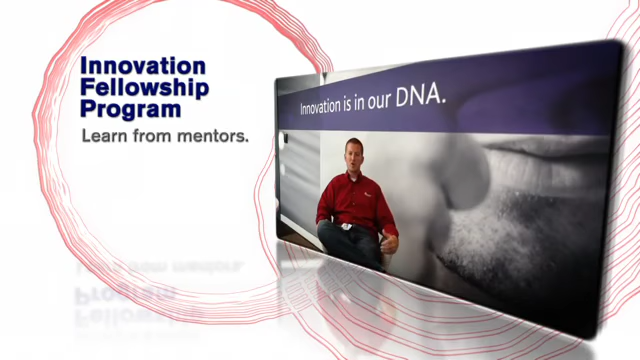 Innovation
Fellowship
Program
Learn from mentors.
Innovation is in our DNA.